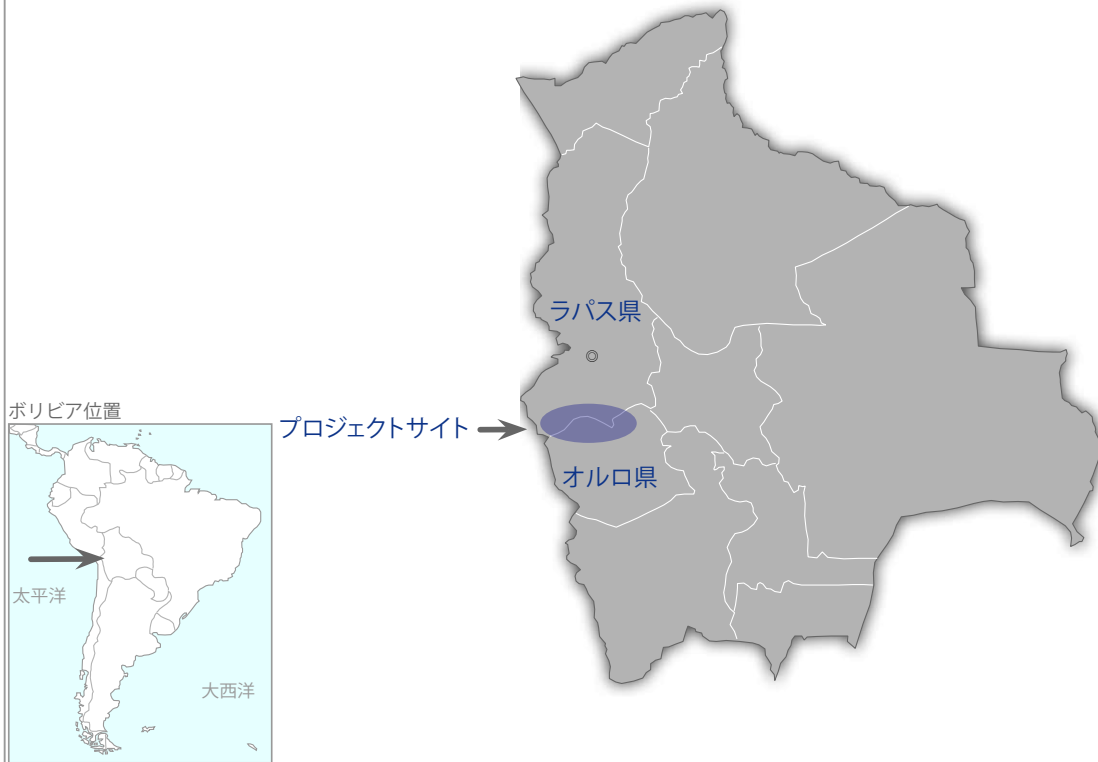 ラパス県
ボリビア位置
プロジェクトサイト
オルロ県
太平洋
大西洋